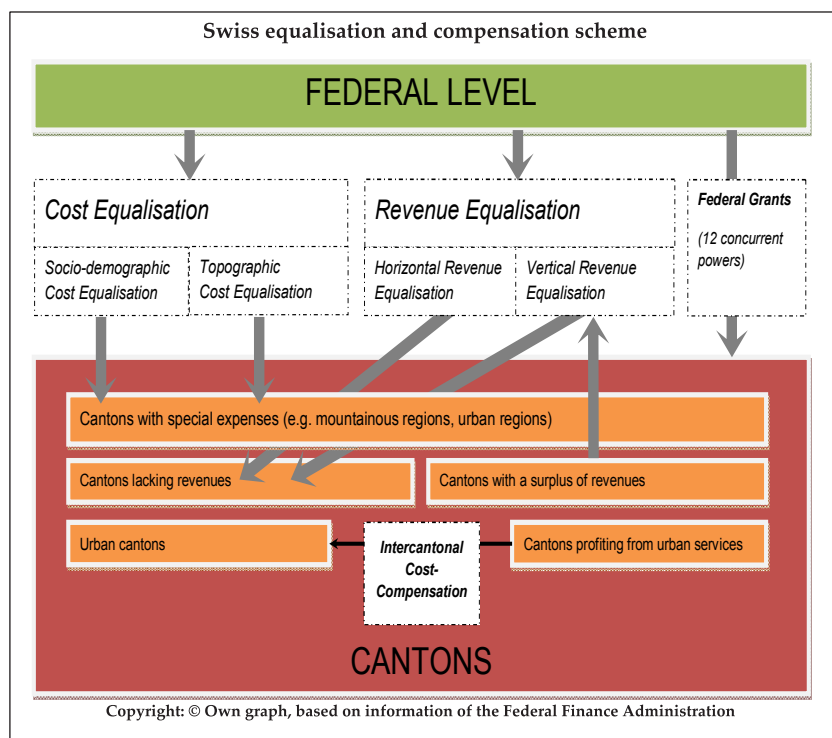 Swiss equalisation and compensation scheme
FEDERAL LEVEL
Cost Equalisation
Socio-demographic
Cost Equalisation
Topographic
Cost Equalisation
Revenue Equalisation
Horizontal Revenue
Equalisation
Vertical Revenue
Equalisation
Federal Grants
(12 concurrent
powers)
Cantons with special expenses (e.g. mountainous regions, urban regions)
Cantons lacking revenues
Cantons with a surplus of revenues
Urban cantons
Intercantonal
Cost-
Compensation
Cantons profiting from urban services
CANTONS
Copyright: © Own graph, based on information of the Federal Finance Administration